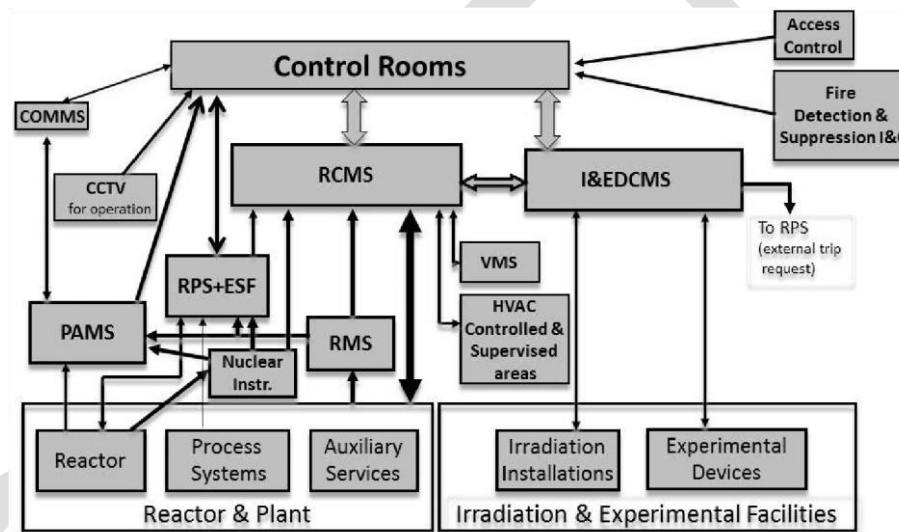 Access
Control
Control Rooms
Fire
Detection &
Suppression I&C
COMMS
CCTV
for operation
RCMS
I&EDCMS
To RPS
(external trip
request)
VMS
RPS+ESF
HVAC
Controlled &
Supervised
areas
PAMS
RMS
Nuclear
Instr.
Reactor
Process
Systems
Auxiliary
Services
Irradiation
Installations
Experimental
Devices
Reactor & Plant
Irradiation & Experimental Facilities